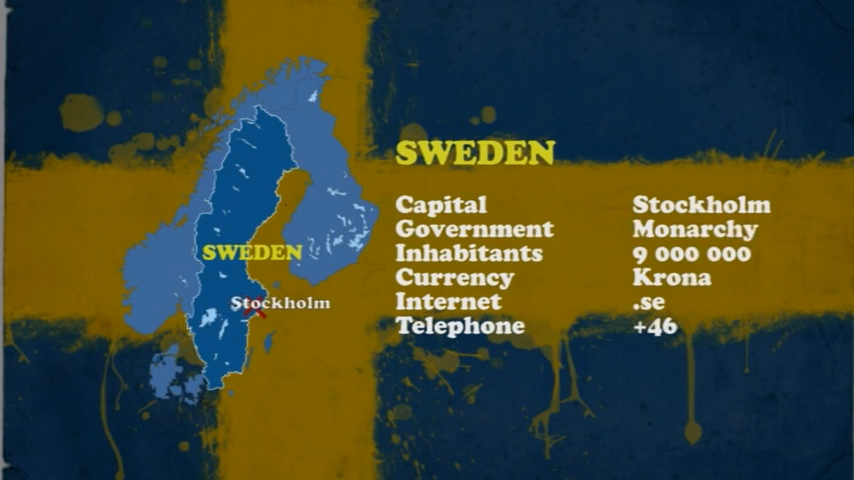 SWEDEN
Capital Stockholm
Government Monarchy
Inhabitants 9 000 000
Currency Krona
Internet .se
Telephone +46
SWEDEN
Stockholm